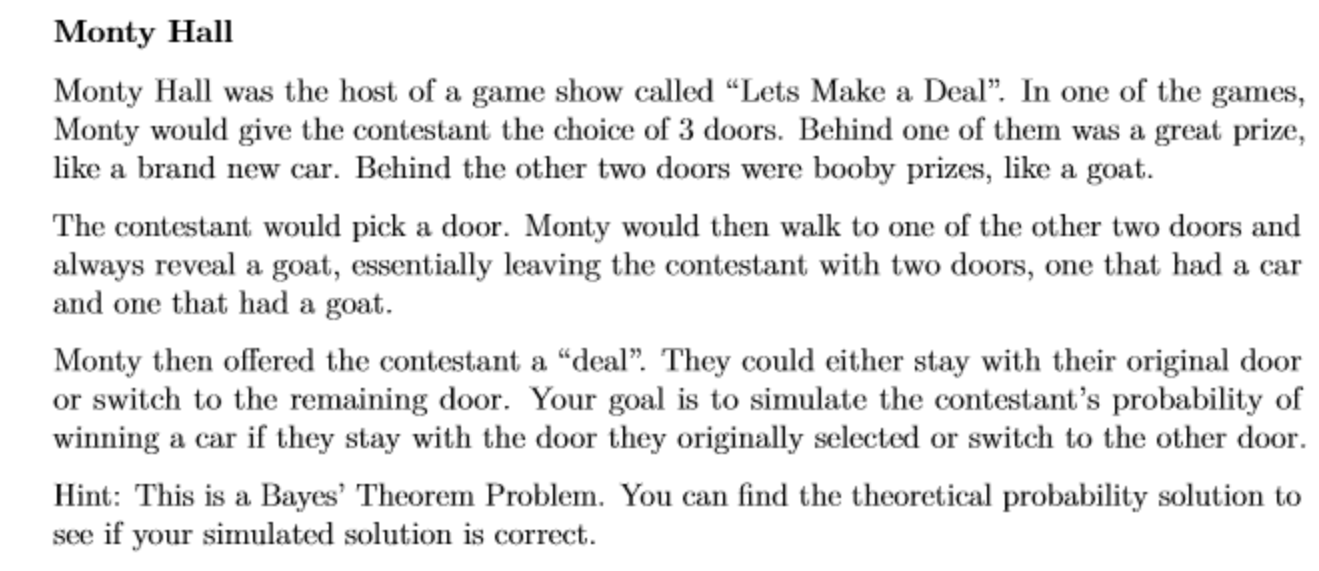 Monty Hall
Monty Hall was the host of a game show called “Lets Make a Deal”. In one of the games,
Monty would give the contestant the choice of 3 doors. Behind one of them was a great prize,
like a brand new car. Behind the other two doors were booby prizes, like a goat.
The contestant would pick a door. Monty would then walk to one of the other two doors and
always reveal a goat, essentially leaving the contestant with two doors, one that had a car
and one that had a goat.
Monty then offered the contestant a “deal”. They could either stay with their original door
or switch to the remaining door. Your goal is to simulate the contestant’s probability of
winning a car if they stay with the door they originally selected or switch to the other door.
Hint: This is a Bayes’ Theorem Problem. You can find the theoretical probability solution to
see if your simulated solution is correct.